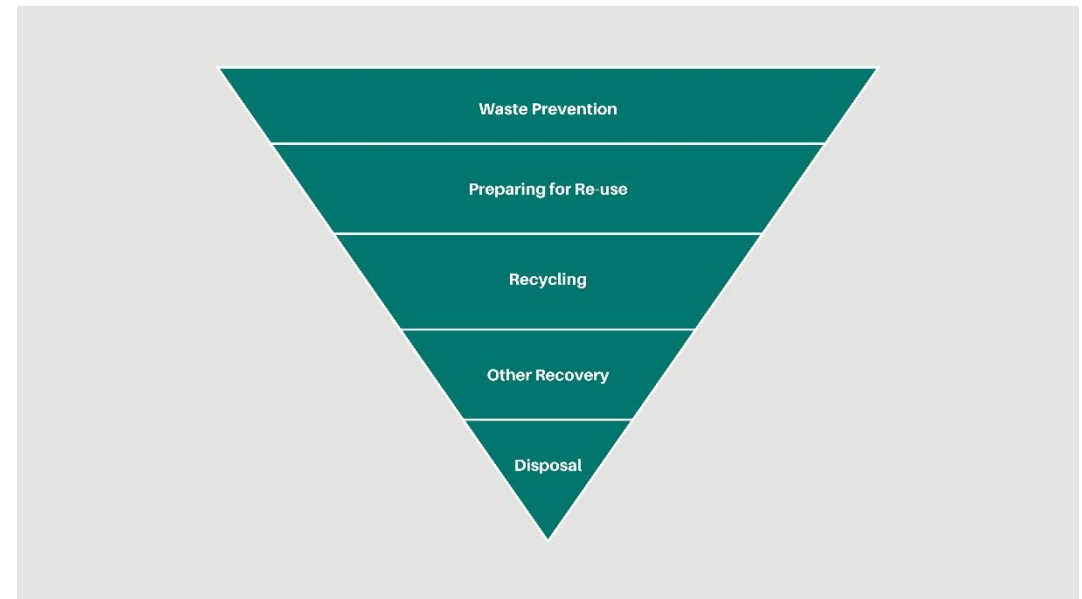 Waste Prevention
Preparing for Re-use
Recycling
Other Recovery
Disposal